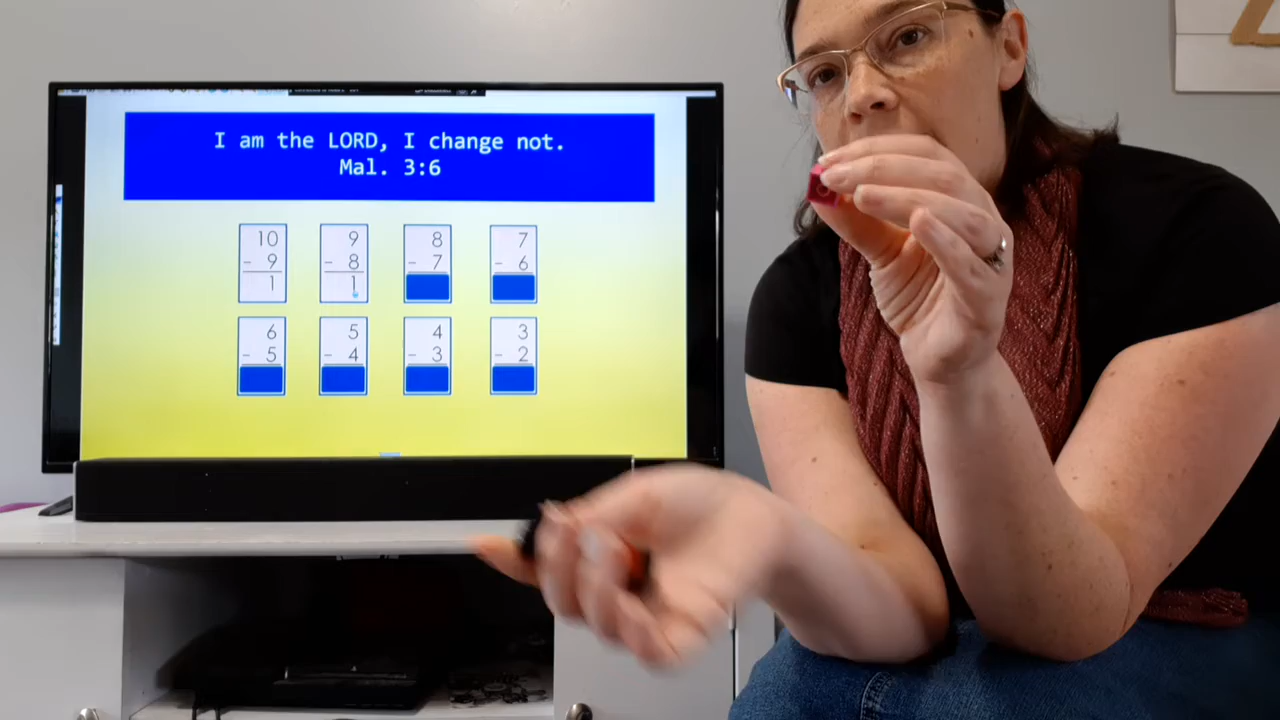 I am the LORD, I change not.
Mal. 3:6
10 9 8 7
- 9 - 8 - 7 - 6
1 1
6 5 4 3
- 5 - 4 - 3 - 2